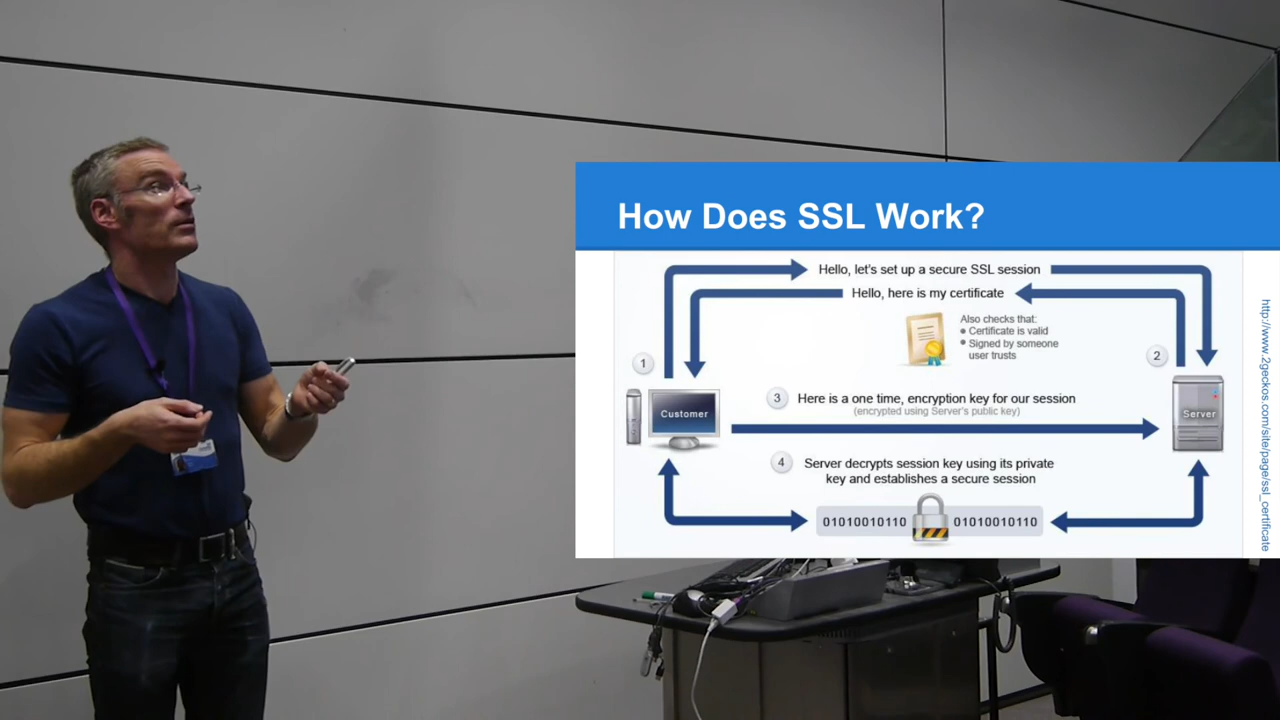 How Does SSL Work?
Hello, let's set up a secure SSL session
Hello, here is my certificate
Also checks that:
• Certificate is valid
• Signed by someone
user trusts
1
2
3
Here is a one time, encryption key for our session
(encrypted using Server's public key)
Customer
Server
4
Server decrypts session key using its private
key and establishes a secure session
01010010110
01010010110
http://www.2geckos.com/site/page/ssl_certificate